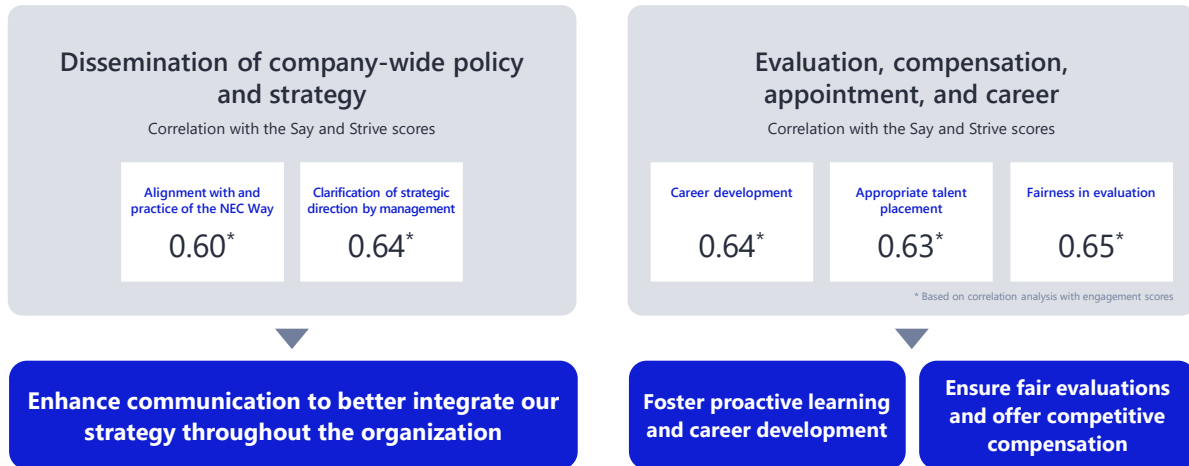 Dissemination of company-wide policy
and strategy
Correlation with the Say and Strive scores
Alignment with and
practice of the NEC Way
0.60*
Clarification of strategic
direction by management
0.64*
Enhance communication to better integrate our
strategy throughout the organization
Evaluation, compensation,
appointment, and career
Correlation with the Say and Strive scores
Career development
0.64*
Appropriate talent
placement
0.63*
Fairness in evaluation
0.65*
* Based on correlation analysis with engagement scores
Foster proactive learning
and career development
Ensure fair evaluations
and offer competitive
compensation